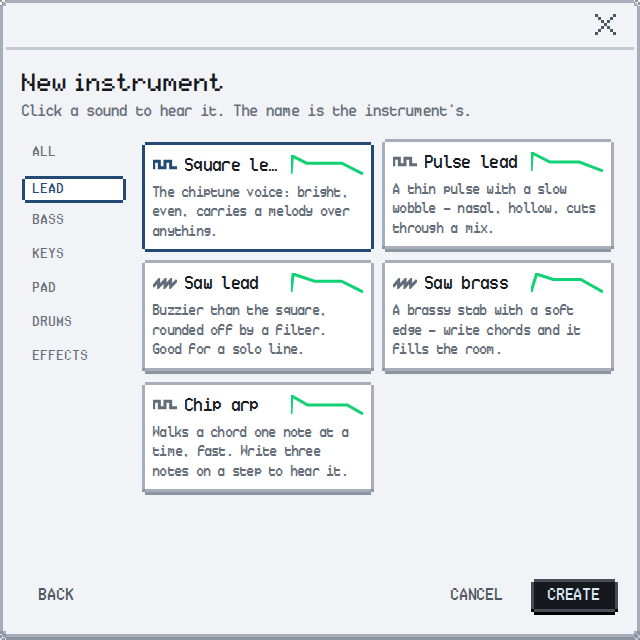 New instrument
Click a sound to hear it. The name is the instrument's.
ALL
LEAD
BASS
KEYS
PAD
DRUMS
EFFECTS
Square le…
The chiptune voice: bright,
even, carries a melody over
anything.
Pulse lead
A thin pulse with a slow
wobble – nasal, hollow, cuts
through a mix.
Saw lead
Buzzier than the square,
rounded off by a filter.
Good for a solo line.
Saw brass
A brassy stab with a soft
edge – write chords and it
fills the room.
Chip arp
Walks a chord one note at a
time, fast. Write three
notes on a step to hear it.
BACK
CANCEL
CREATE